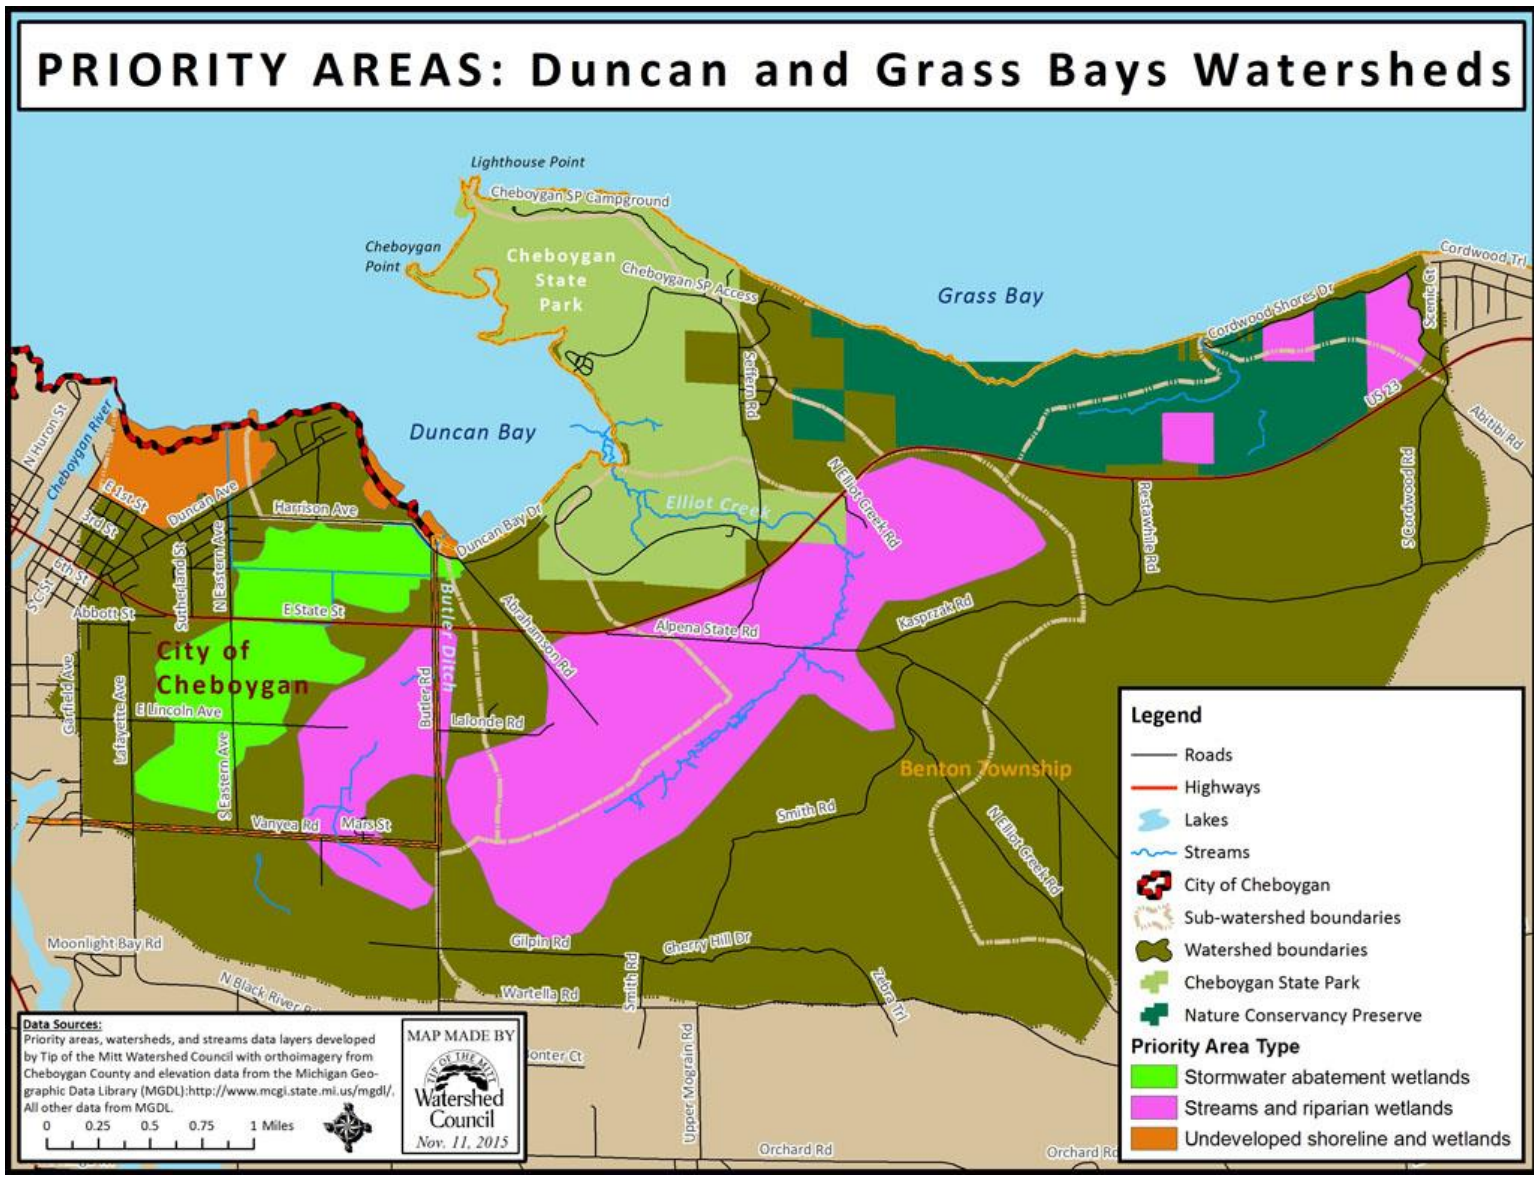 PRIORITY AREAS: Duncan and Grass Bays Watersheds
Lighthouse Point
Cheboygan SP Campground
Cheboygan
Point
Cheboygan
State
Park
Cheboygan SP Access
Grass Bay
Cordwood Trl
Scenic Dr
Cordwood Shores Dr
Seffern Rd
US 23
Abitibi Rd
N Huron St
Cheboygan River
Duncan Bay
N Elliot Creek Rd
S Cordwood Rd
Restawhile Rd
E 1st St
3rd St
Duncan Ave
Harrison Ave
Duncan Bay Dr
Elliot Creek
6th St
S C St
Sutherland St
N Eastern Ave
Abbott St
E State St
Butler Ditch
Abrahamson Rd
Alpena State Rd
Kasprzak Rd
City of
Cheboygan
Garfield Ave
Lafayette Ave
E Lincoln Ave
Butler Rd
Lalonde Rd
S Eastern Ave
Vanyea Rd
Mars St
Benton Township
Smith Rd
N Elliot Creek Rd
Moonlight Bay Rd
Gilpin Rd
Cherry Hill Dr
N Black River R
Wartella Rd
Smith Rd
Zebra Trl
onter Ct
Upper Mograin Rd
Orchard Rd
Orchard Rd
Legend
Roads
Highways
Lakes
Streams
City of Cheboygan
Sub-watershed boundaries
Watershed boundaries
Cheboygan State Park
Nature Conservancy Preserve
Priority Area Type
Stormwater abatement wetlands
Streams and riparian wetlands
Undeveloped shoreline and wetlands
Data Sources:
Priority areas, watersheds, and streams data layers developed
by Tip of the Mitt Watershed Council with orthoimagery from
Cheboygan County and elevation data from the Michigan Geo-
graphic Data Library (MGDL):http://www.mcgi.state.mi.us/mgdl/.
All other data from MGDL.
0 0.25 0.5 0.75 1 Miles
MAP MADE BY
TIP OF THE MITT
Watershed
Council
Nov. 11, 2015